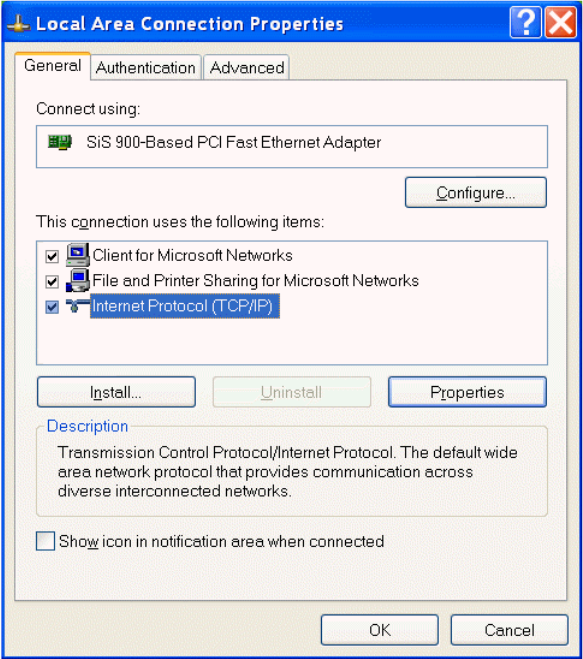 Local Area Connection Properties
General Authentication Advanced
Connect using:
SiS 900-Based PCI Fast Ethernet Adapter
Configure...
This connection uses the following items:
Client for Microsoft Networks
File and Printer Sharing for Microsoft Networks
Internet Protocol (TCP/IP)
Install... Uninstall Properties
Description
Transmission Control Protocol/Internet Protocol. The default wide
area network protocol that provides communication across
diverse interconnected networks.
Show icon in notification area when connected
OK Cancel